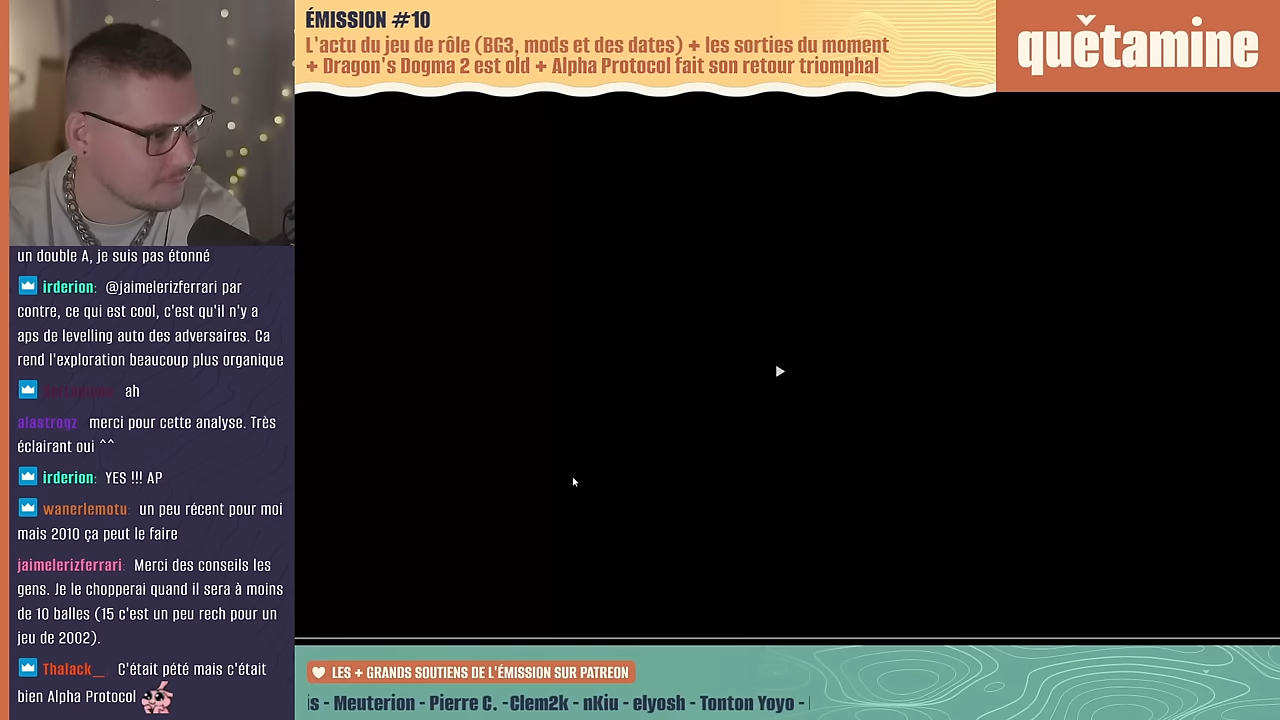 ÉMISSION #10
L'actu du jeu de rôle (BG3, mods et des dates) + les sorties du moment
+ Dragon's Dogma 2 est old + Alpha Protocol fait son retour triomphal
quêtamine
un double A, je suis pas étonné
irderion: @jaimelerizferrari par
contre, ce qui est cool, c'est qu'il n'y a
aps de levelling auto des adversaires. Ca
rend l'exploration beaucoup plus organique
ah
alastrogz merci pour cette analyse. Très
éclairant oui ^^
irderion: YES !!! AP
wanerlemotu: un peu récent pour moi
mais 2010 ça peut le faire
jaimelerizferrari: Merci des conseils les
gens. Je le chopperai quand il sera à moins
de 10 balles (15 c'est un peu rech pour un
jeu de 2002).
Thalack_ C'était pété mais c'était
bien Alpha Protocol
LES + GRANDS SOUTIENS DE L'ÉMISSION SUR PATREON
is - Meuterion - Pierre C. -Clem2k - nKiu - elyosh - Tonton Yoyo -